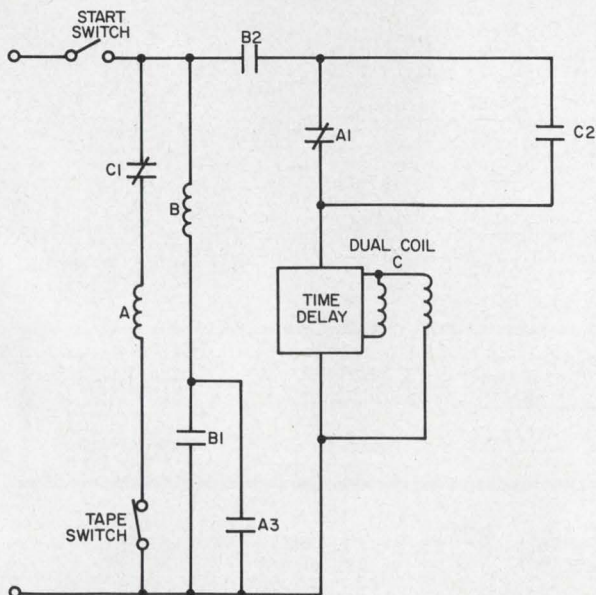 START
SWITCH
B2
A1
C2
C1
B
DUAL COIL
C
TIME
DELAY
A
B1
A3
TAPE
SWITCH